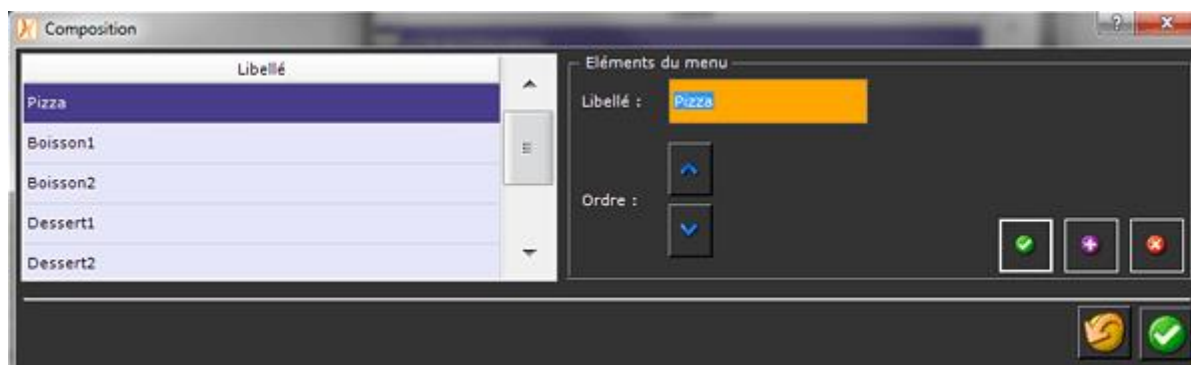 Composition
Libellé
Pizza
Boisson1
Boisson2
Dessert1
Dessert2
Eléments du menu
Libellé : Pizza
Ordre :